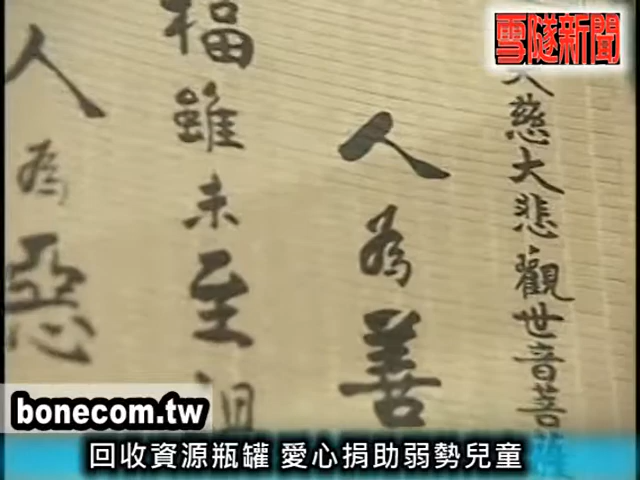 雪隧新聞
大慈大悲觀世音菩薩
人為善
福雖未至
人為惡
bonecom.tw
回收資源瓶罐 愛心捐助弱勢兒童